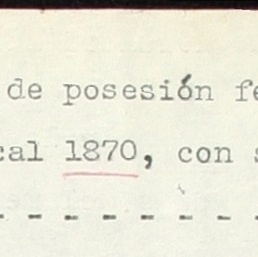 de posesión fe
cal 1870, con s
- - - - - - - - -